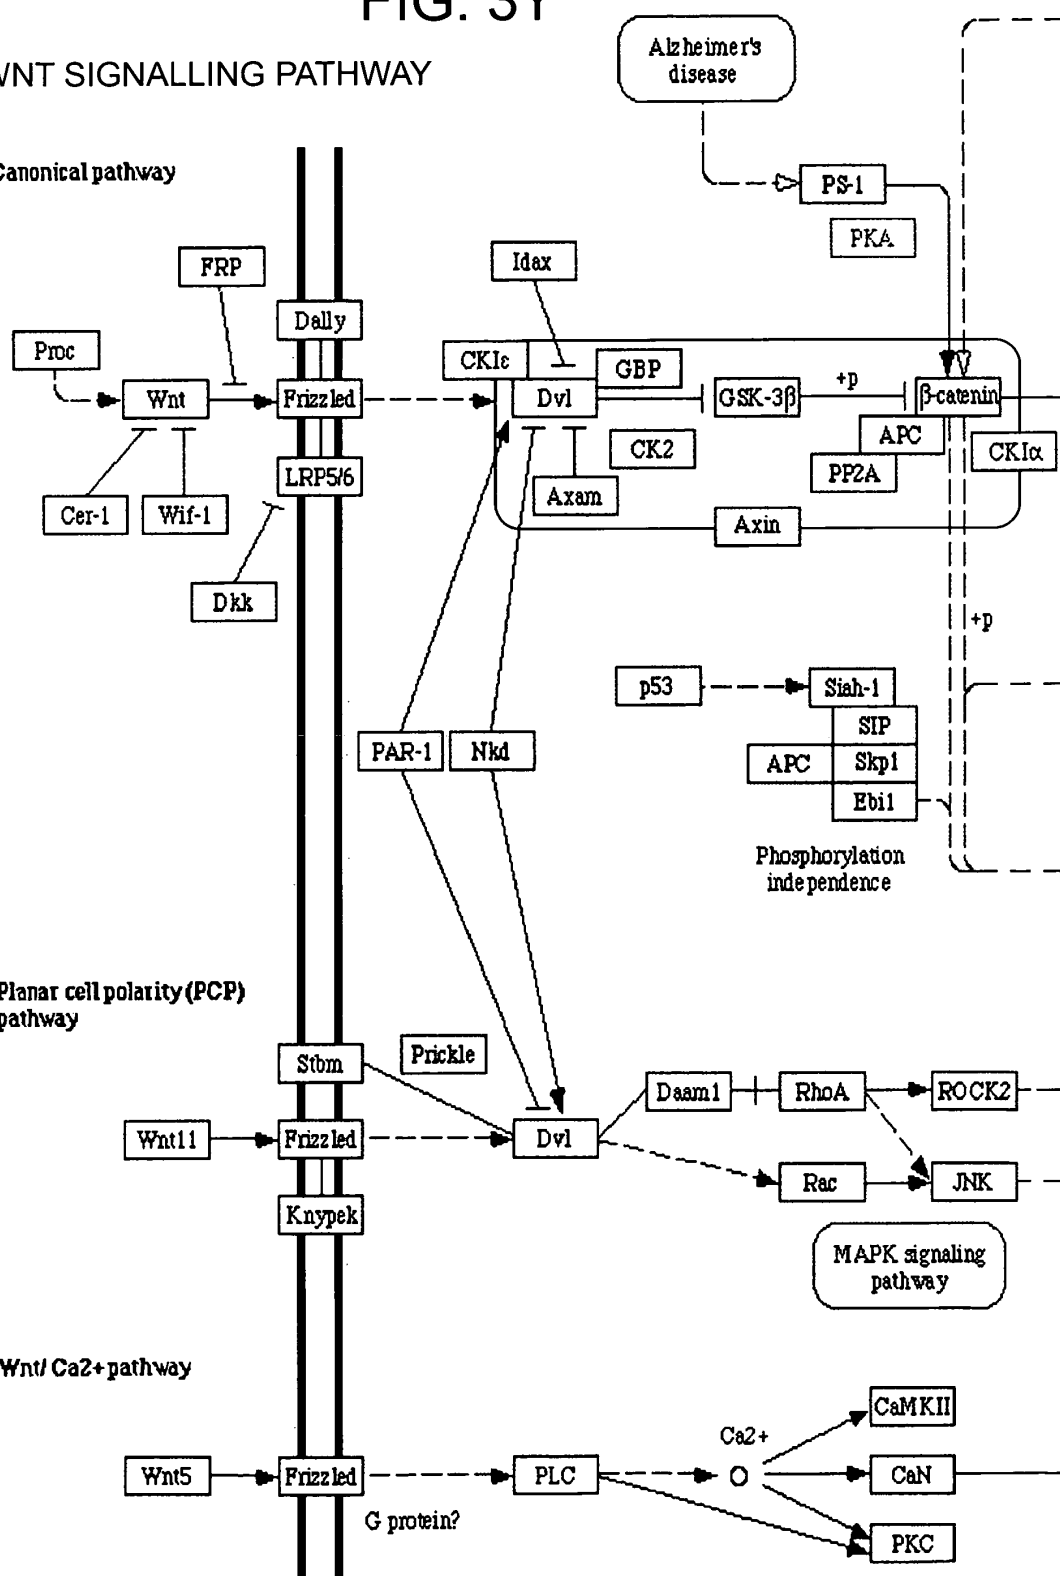 FIG. 3Y
WNT SIGNALLING PATHWAY
Alzheimer's
disease
Canonical pathway
PS-1
PKA
FRP
Idax
Dally
Proc
CKIε
GBP
Wnt
Frizzled
Dvl
GSK-3β
+p
β-catenin
APC
CK2
CKIα
LRP5/6
PP2A
Cer-1
Wif-1
Axam
Axin
Dkk
+p
p53
Siah-1
SIP
PAR-1
Nkd
APC
Skp1
Ebi1
Phosphorylation
independence
Planar cell polarity (PCP)
pathway
Stbm
Prickle
Daam1
RhoA
ROCK2
Wnt11
Frizzled
Dvl
Rac
JNK
Knypek
MAPK signaling
pathway
Wnt/ Ca2+ pathway
CaMKII
Ca2+
Wnt5
Frizzled
PLC
CaN
G protein?
PKC